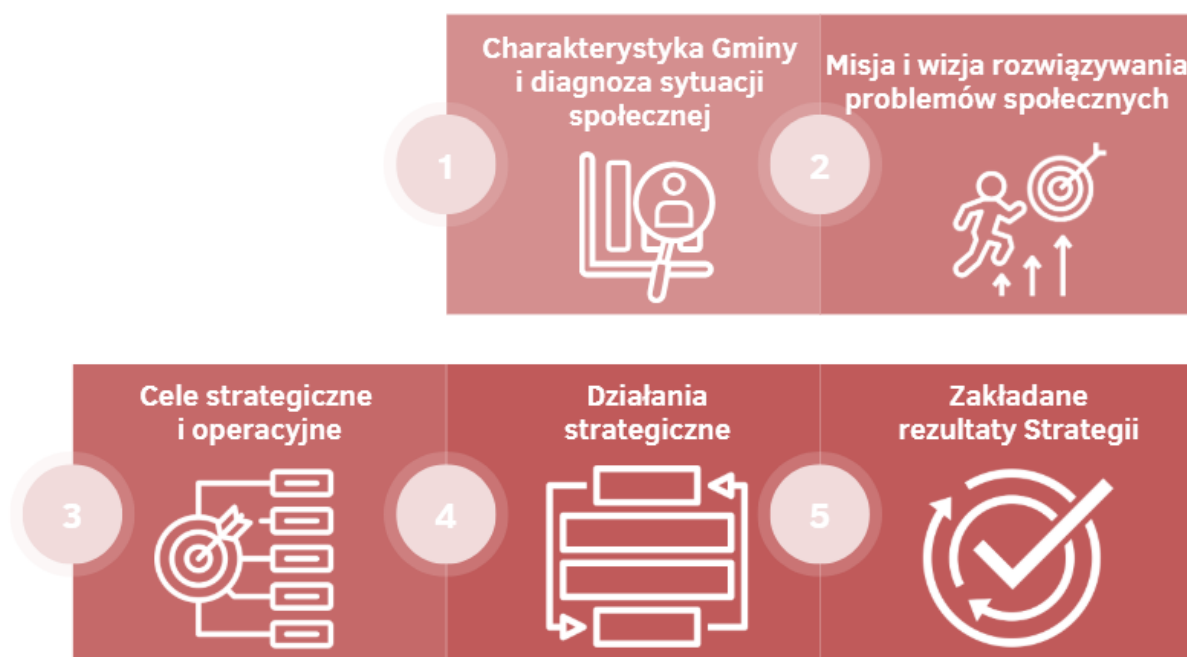 Charakterystyka Gminy
i diagnoza sytuacji
społecznej
1
Misja i wizja rozwiązywania
problemów społecznych
2
Cele strategiczne
i operacyjne
3
Działania
strategiczne
4
Zakładane
rezultaty Strategii
5